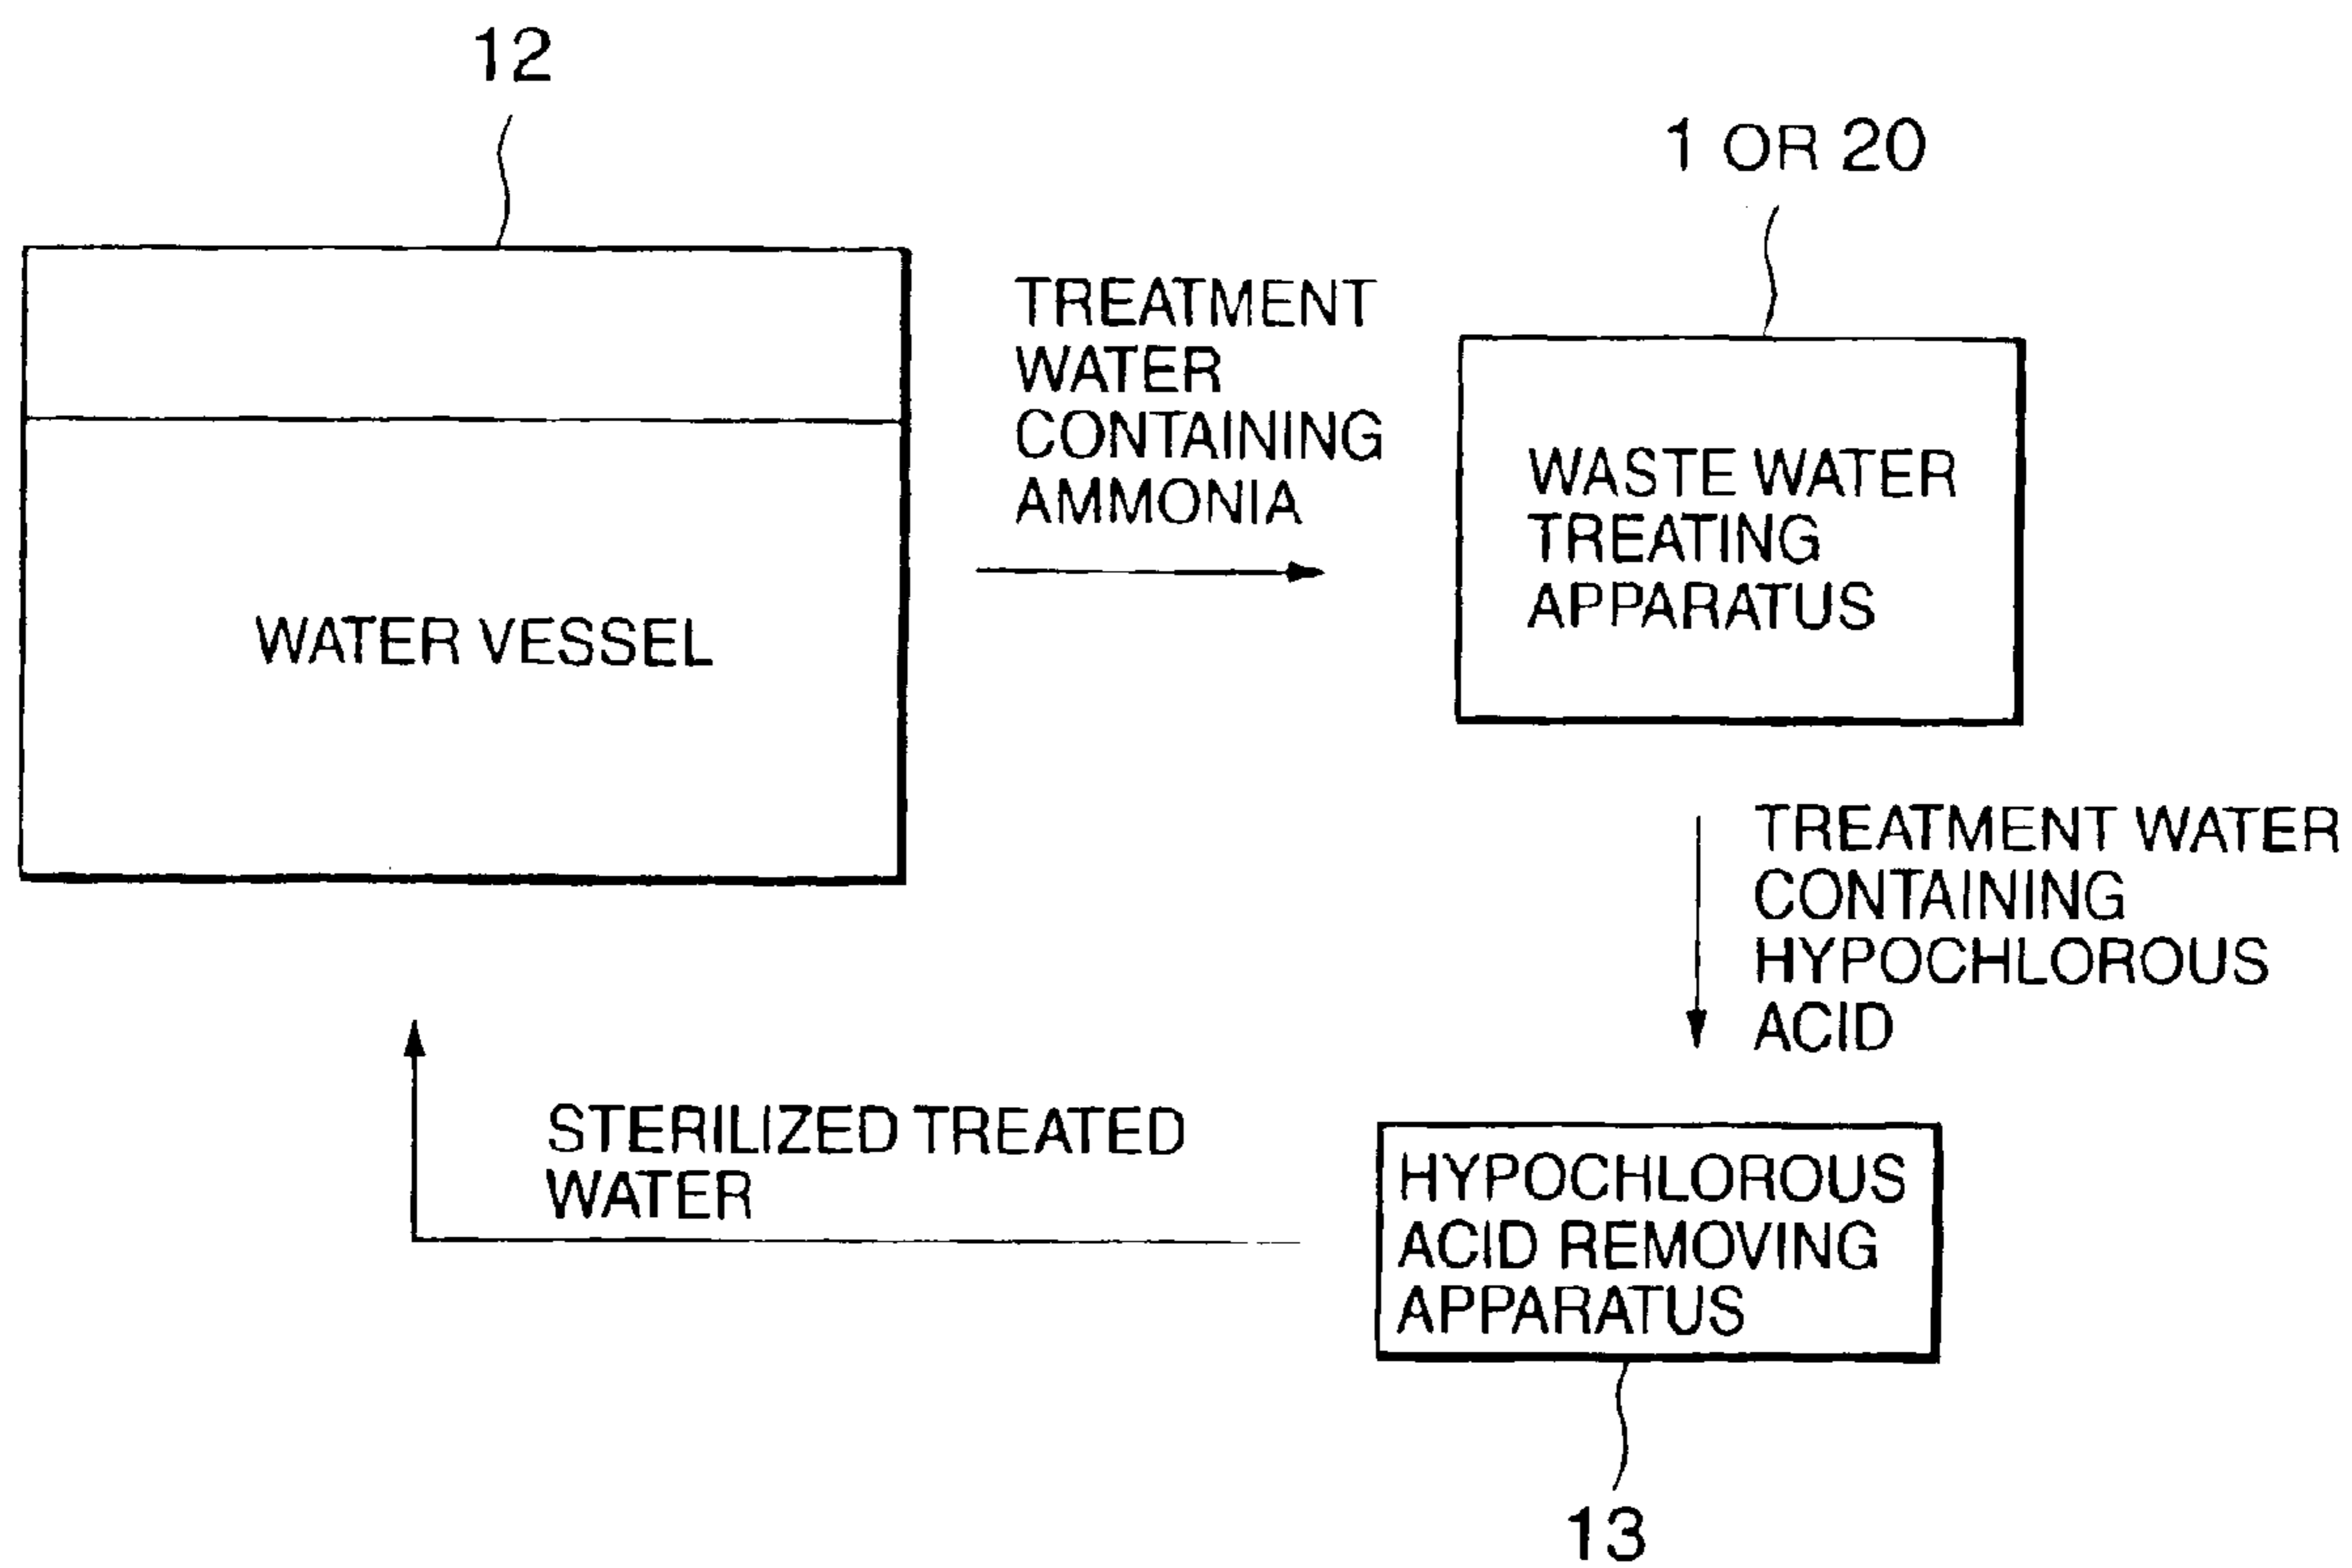 12
1 OR 20
TREATMENT
WATER
CONTAINING
AMMONIA
WASTE WATER
TREATING
APPARATUS
WATER VESSEL
TREATMENT WATER
CONTAINING
HYPOCHLOROUS
ACID
STERILIZED TREATED
WATER
HYPOCHLOROUS
ACID REMOVING
APPARATUS
13